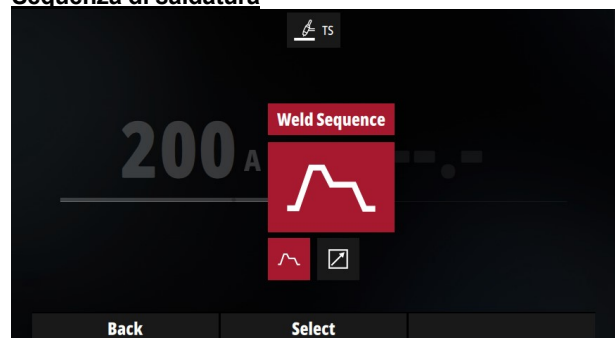 Sequenza di saldatura
TS
Weld Sequence
200 A --.-
Back
Select